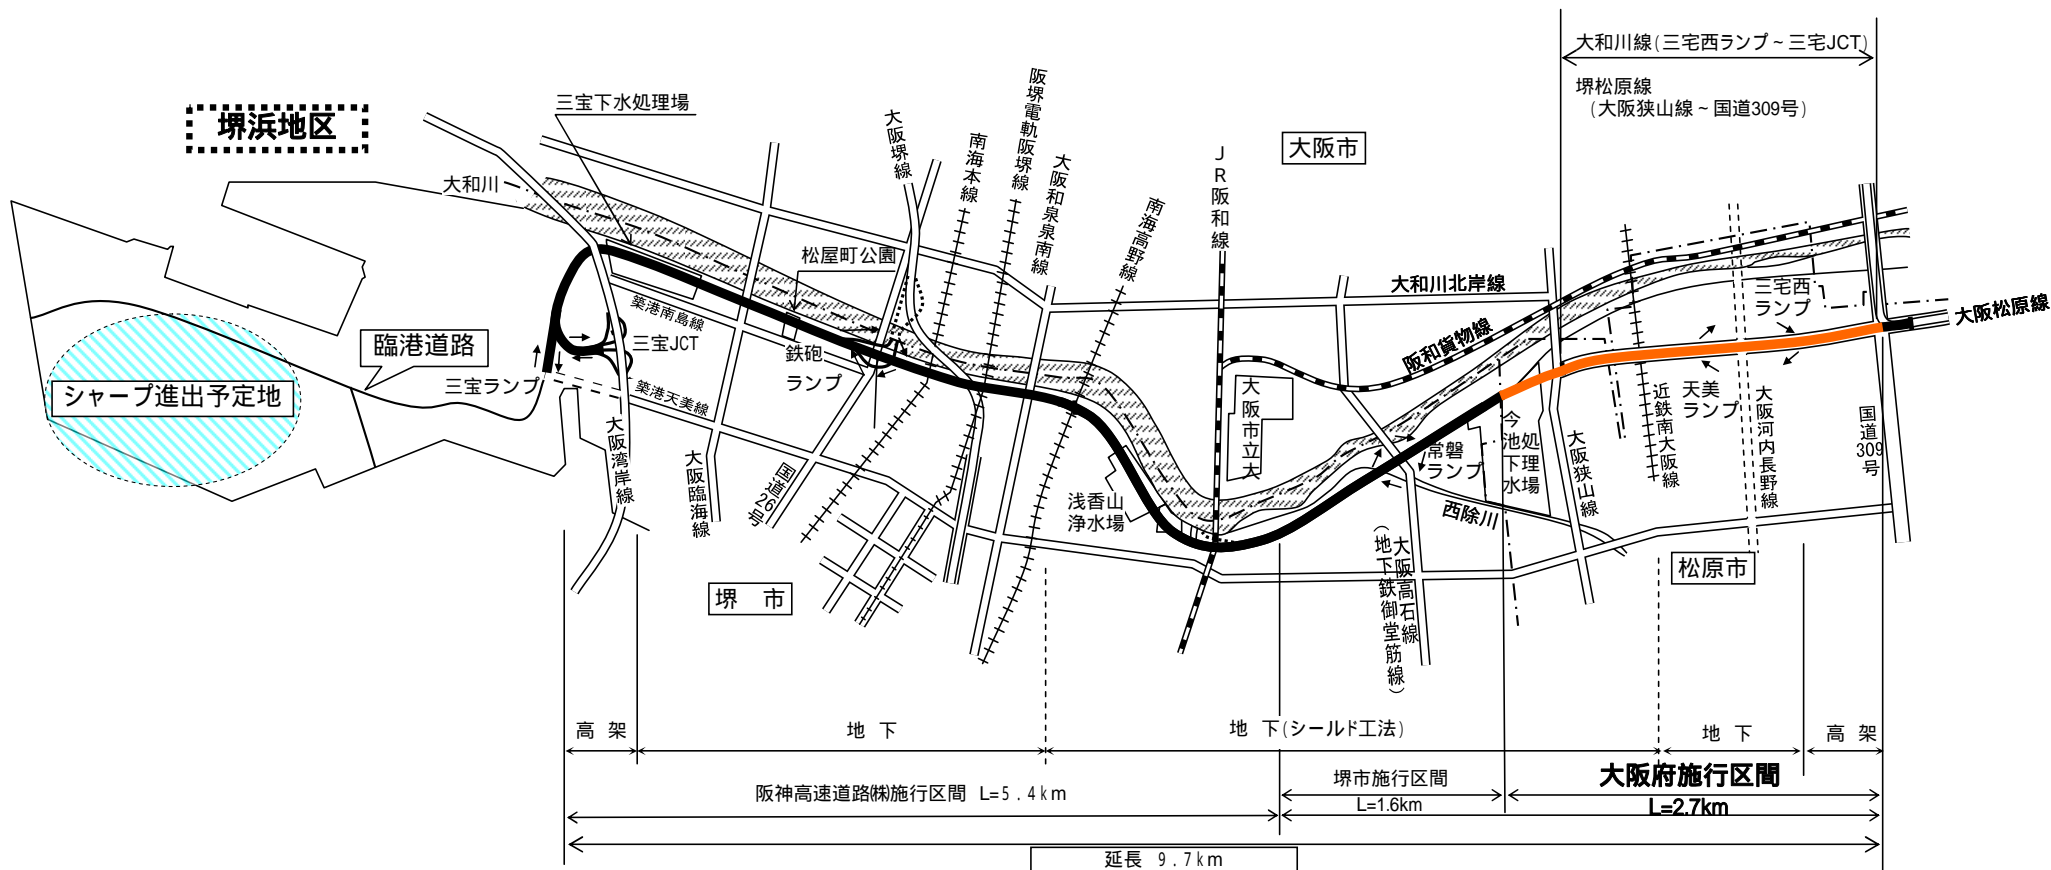 大和川線(三宅西ランプ~三宅JCT)
堺松原線
(大阪狭山線~国道309号)
堺浜地区
三宝下水処理場
大阪堺線
南海本線
阪堺電軌阪堺線
大阪和泉泉南線
南海高野線
JR阪和線
大阪市
大和川
松屋町公園
大和川北岸線
三宅西
ランプ
大阪松原線
築港南島線
臨港道路
三宝JCT
鉄砲
ランプ
阪和貨物線
シャープ進出予定地
三宝ランプ
築港天美線
大阪市立大
天美
ランプ
近鉄南大阪線
大阪河内長野線
国道309号
大阪湾岸線
大阪臨海線
国道26号
浅香山
浄水場
常磐
ランプ
今池処理場
下水
大阪狭山線
西除川
大阪高石線
(地下鉄御堂筋線)
堺 市
松原市
高 架
地 下
地 下(シールド工法)
地 下
高 架
阪神高速道路㈱施行区間 L=5.4km
堺市施行区間
L=1.6km
大阪府施行区間
L=2.7km
延長 9.7km